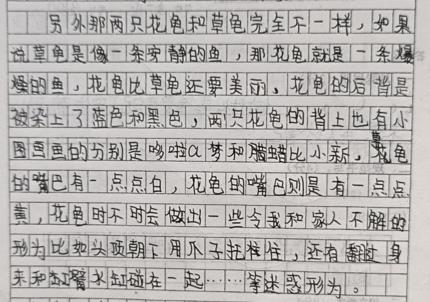 另外那两只花龟和草龟完全不一样，如果
说草龟是像一条安静的鱼，那花龟就是一条爆
燥的鱼，花龟比草龟还要美丽，花龟的后背是
被染上了蓝色和黑色，两只花龟的背上也有小
图画画的分别是哆啦a梦和腊蜡比小新，草龟
的嘴巴有一点点白，花龟的嘴巴则是有一点点
黄，花龟时不时会做出一些令我和家人不解的
形为比如头顶朝下用爪子托柱住，还有翻过身
来和缸臂水缸碰在一起……等迷惑形为。